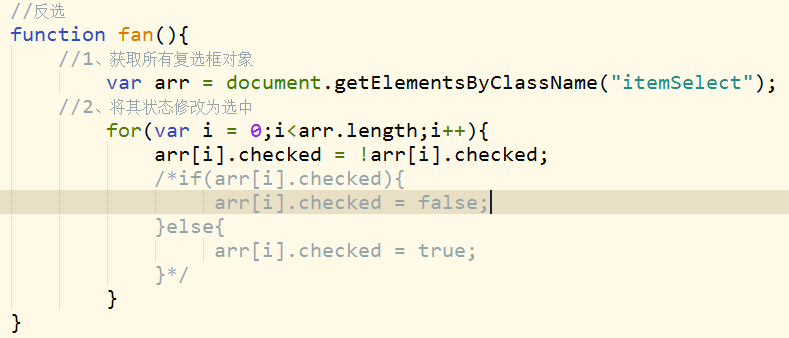 //反选
function fan(){
//1、获取所有复选框对象
var arr = document.getElementsByClassName("itemSelect");
//2、将其状态修改为选中
for(var i = 0;i<arr.length;i++){
arr[i].checked = !arr[i].checked;
/*if(arr[i].checked){
arr[i].checked = false;
}else{
arr[i].checked = true;
}*/
}
}